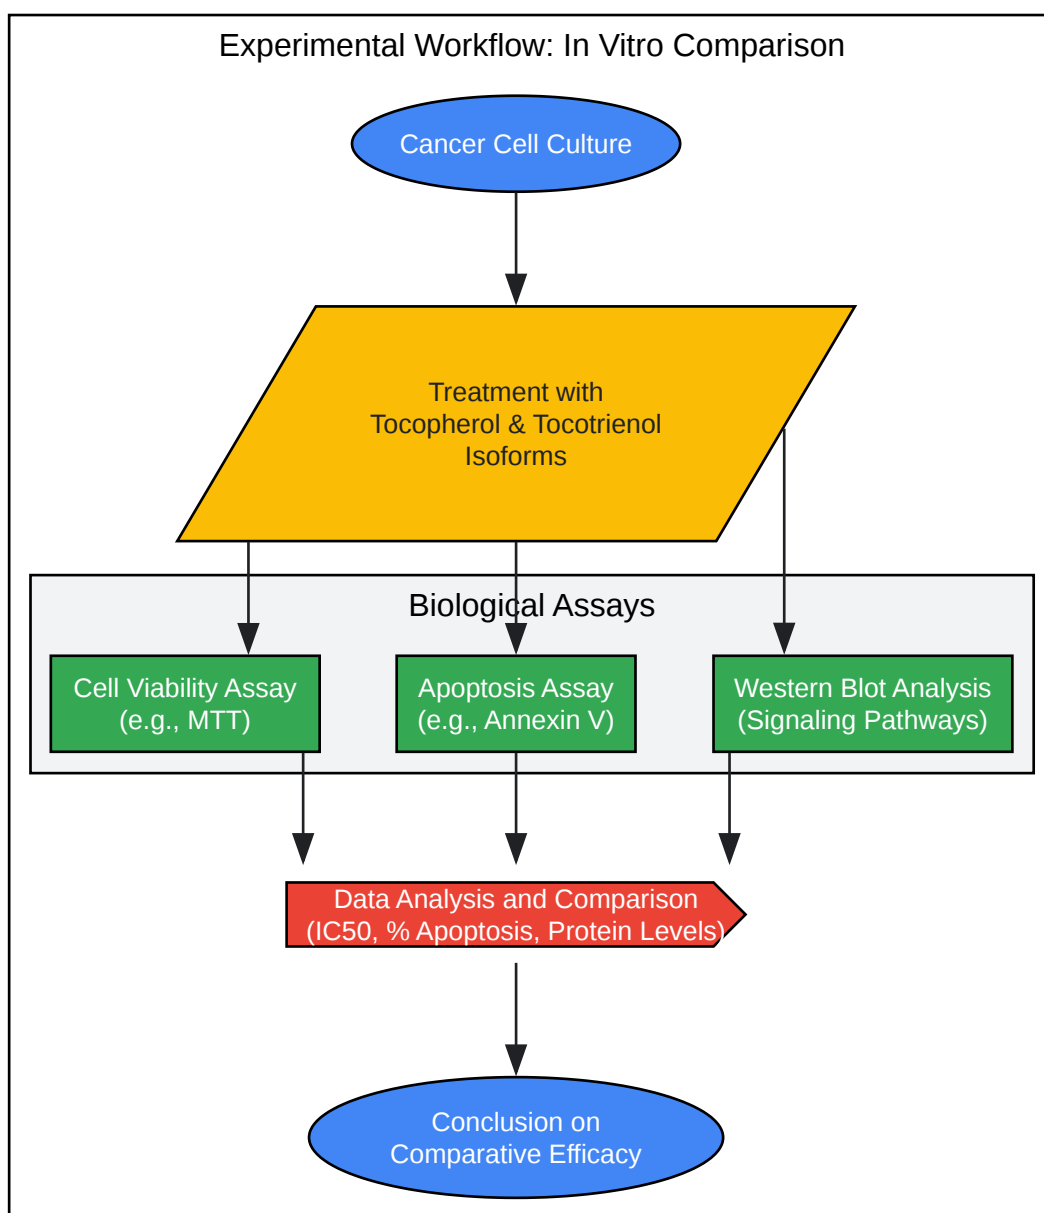 Experimental Workflow: In Vitro Comparison
Cancer Cell Culture
Treatment with
Tocopherol & Tocotrienol
Isoforms
Biological Assays
Cell Viability Assay
(e.g., MTT)
Apoptosis Assay
(e.g., Annexin V)
Western Blot Analysis
(Signaling Pathways)
Data Analysis and Comparison
(IC50, % Apoptosis, Protein Levels)
Conclusion on
Comparative Efficacy